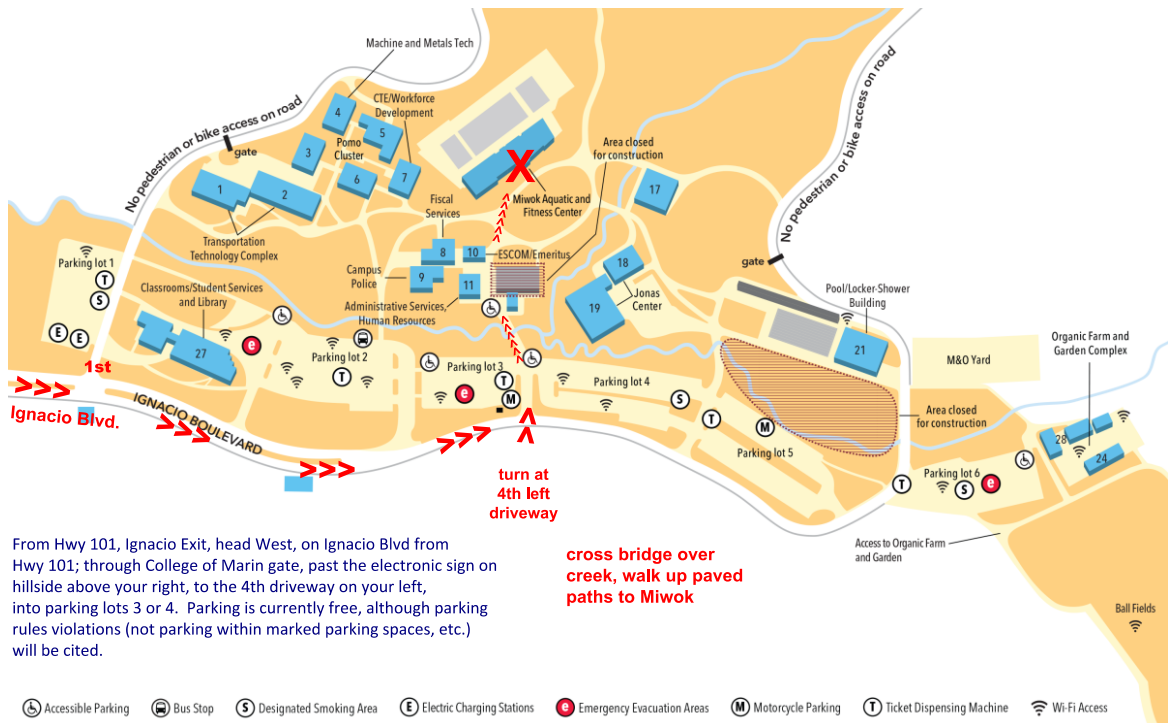 Machine and Metals Tech
No pedestrian or bike access on road
gate
4
CTE/Workforce
Development
5
3
Pomo
Cluster
6
7
1
2
Transportation
Technology Complex
X
Area closed
for construction
Miwok Aquatic and
Fitness Center
17
No pedestrian or bike access on road
gate
Fiscal
Services
8
10
ESCOM/Emeritus
Campus
Police
9
11
Administrative Services,
Human Resources
18
19
Jonas
Center
Pool/Locker-Shower
Building
21
M&O Yard
Organic Farm and
Garden Complex
28
24
Parking lot 1
T
S
E
E
Classrooms/Student Services
and Library
27
e
Parking lot 2
T
Parking lot 3
T
M
e
Parking lot 4
S
T
M
Parking lot 5
Area closed
for construction
T
Parking lot 6
S
e
1st
>>>
Ignacio Blvd.
IGNACIO BOULEVARD
>>>>
>>>
>>>>
turn at
4th left
driveway
Access to Organic Farm
and Garden
Ball Fields
cross bridge over
creek, walk up paved
paths to Miwok
From Hwy 101, Ignacio Exit, head West, on Ignacio Blvd from
Hwy 101; through College of Marin gate, past the electronic sign on
hillside above your right, to the 4th driveway on your left,
into parking lots 3 or 4. Parking is currently free, although parking
rules violations (not parking within marked parking spaces, etc.)
will be cited.
Accessible Parking
Bus Stop
S Designated Smoking Area
E Electric Charging Stations
e Emergency Evacuation Areas
M Motorcycle Parking
T Ticket Dispensing Machine
Wi-Fi Access